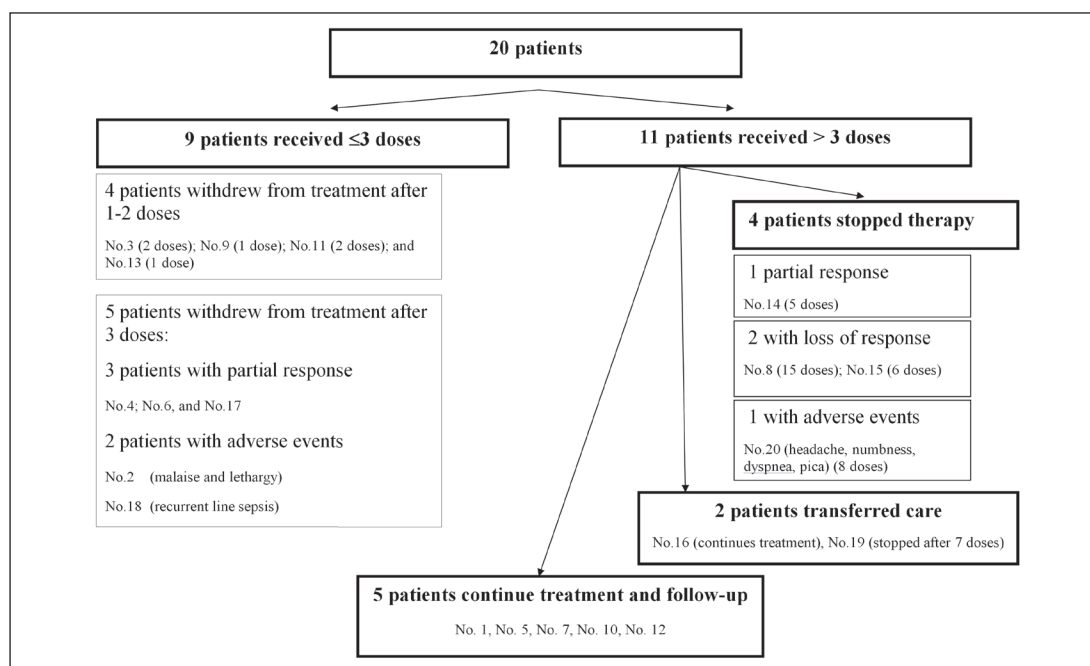 20 patients
9 patients received ≤3 doses
4 patients withdrew from treatment after
1-2 doses
No.3 (2 doses); No.9 (1 dose); No.11 (2 doses); and
No.13 (1 dose)
5 patients withdrew from treatment after
3 doses:
3 patients with partial response
No.4; No.6, and No.17
2 patients with adverse events
No.2 (malaise and lethargy)
No.18 (recurrent line sepsis)
11 patients received > 3 doses
4 patients stopped therapy
1 partial response
No.14 (5 doses)
2 with loss of response
No.8 (15 doses); No.15 (6 doses)
1 with adverse events
No.20 (headache, numbness,
dyspnea, pica) (8 doses)
2 patients transferred care
No.16 (continues treatment), No.19 (stopped after 7 doses)
5 patients continue treatment and follow-up
No. 1, No. 5, No. 7, No. 10, No. 12